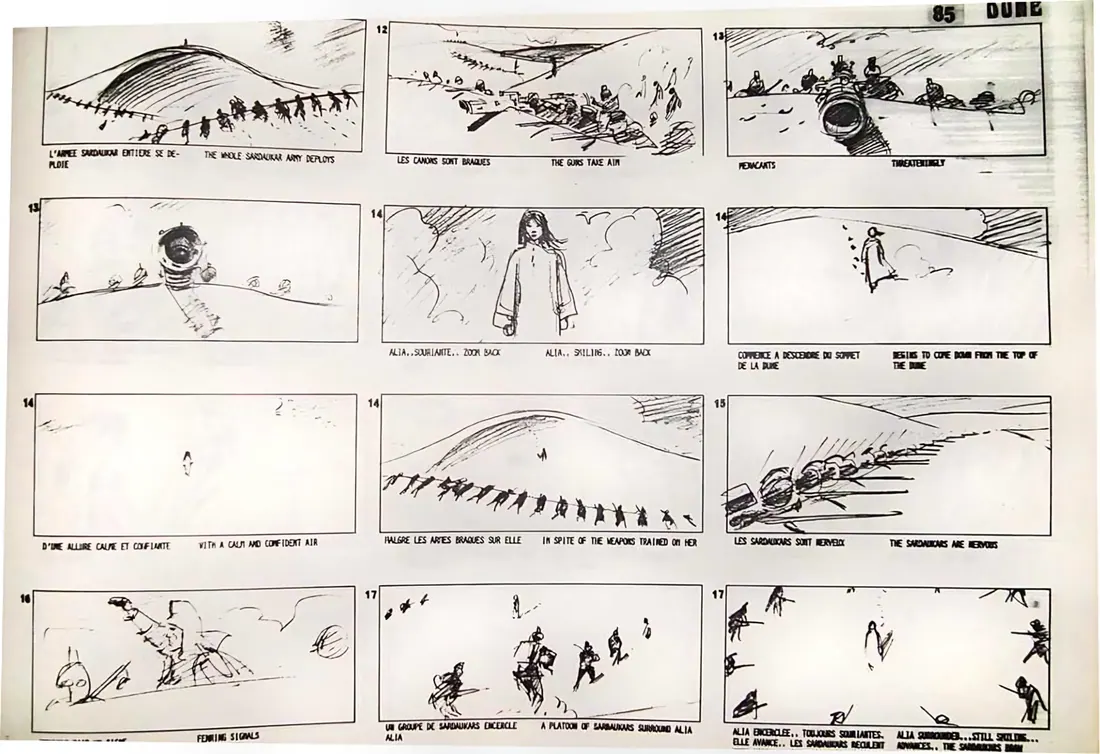 85 DUNE
12
13
L'ARMEE SARDAUKAR ENTIERE SE DE-
PLOIE
THE WHOLE SARDAUKAR ARMY DEPLOYS
LES CANONS SONT BRAQUES
THE GUNS TAKE AIM
MENACANTS
THREATENINGLY
13
14
14
ALIA..SOURIANTE.. ZOOM BACK
ALIA.. SMILING.. ZOOM BACK
COMMENCE A DESCENDRE DU SOMMET
DE LA DUNE
BEGINS TO COME DOWN FROM THE TOP OF
THE DUNE
14
14
15
D'UNE ALLURE CALME ET CONFIANTE
WITH A CALM AND CONFIDENT AIR
MALGRE LES ARMES BRAQUES SUR ELLE
IN SPITE OF THE WEAPONS TRAINED ON HER
LES SARDAUKARS SONT NERVEUX
THE SARDAUKARS ARE NERVOUS
16
17
17
FENRING SIGNALS
UN GROUPE DE SARDAUKARS ENCERCLE
ALIA
A PLATOON OF SARDAUKARS SURROUND ALIA
ALIA ENCERCLEE.. TOUJOURS SOURIANTES.
ELLE AVANCE.. LES SARDAUKARS RECULENT
ALIA SURROUNDED...STILL SMILING...
ADVANCES. THE SARDAUKARS